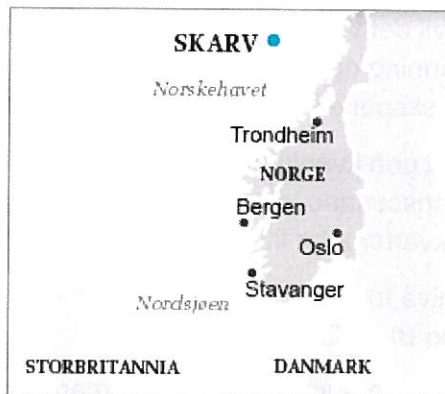 SKARV
Norskehavet
Trondheim
NORGE
Bergen
Oslo
Stavanger
Nordsjøen
STORBRITANNIA DANMARK